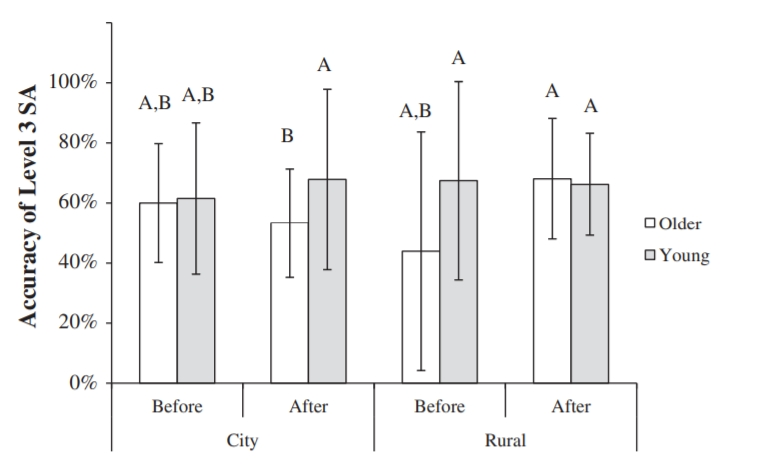 Accuracy of Level 3 SA
100%
80%
60%
40%
20%
0%
A,B A,B
B
A
A,B
A
A
A
Before After Before After
City Rural
Older
Young